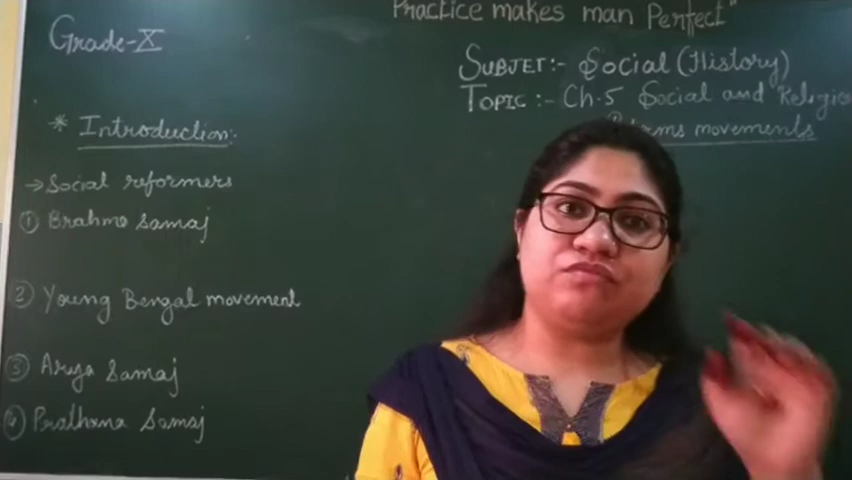 Practice makes man Perfect"
Grade-X
SUBJET:- Social (History)
TOPIC:- Ch.5 Social and Religio
movements
* Introduction:
→ Social reformers
① Brahmo Samaj
② Young Bengal movement
③ Arya Samaj
④ Prathana Samaj